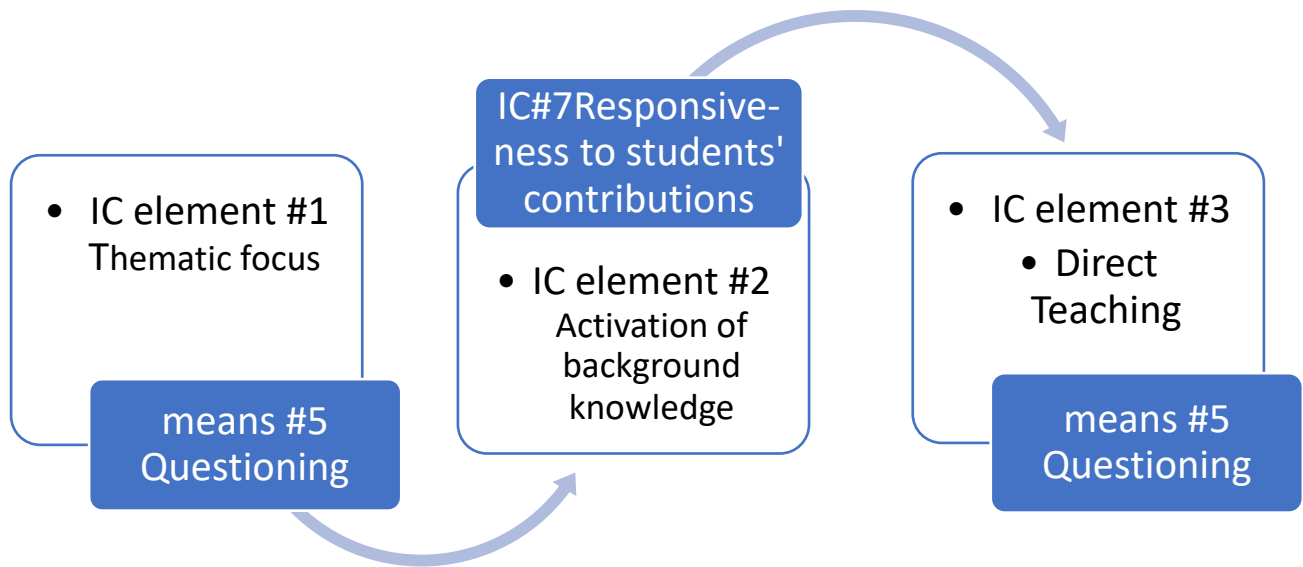 • IC element #1
Thematic focus
means #5
Questioning
IC#7Responsive-
ness to students'
contributions
• IC element #2
Activation of
background
knowledge
• IC element #3
• Direct
Teaching
means #5
Questioning